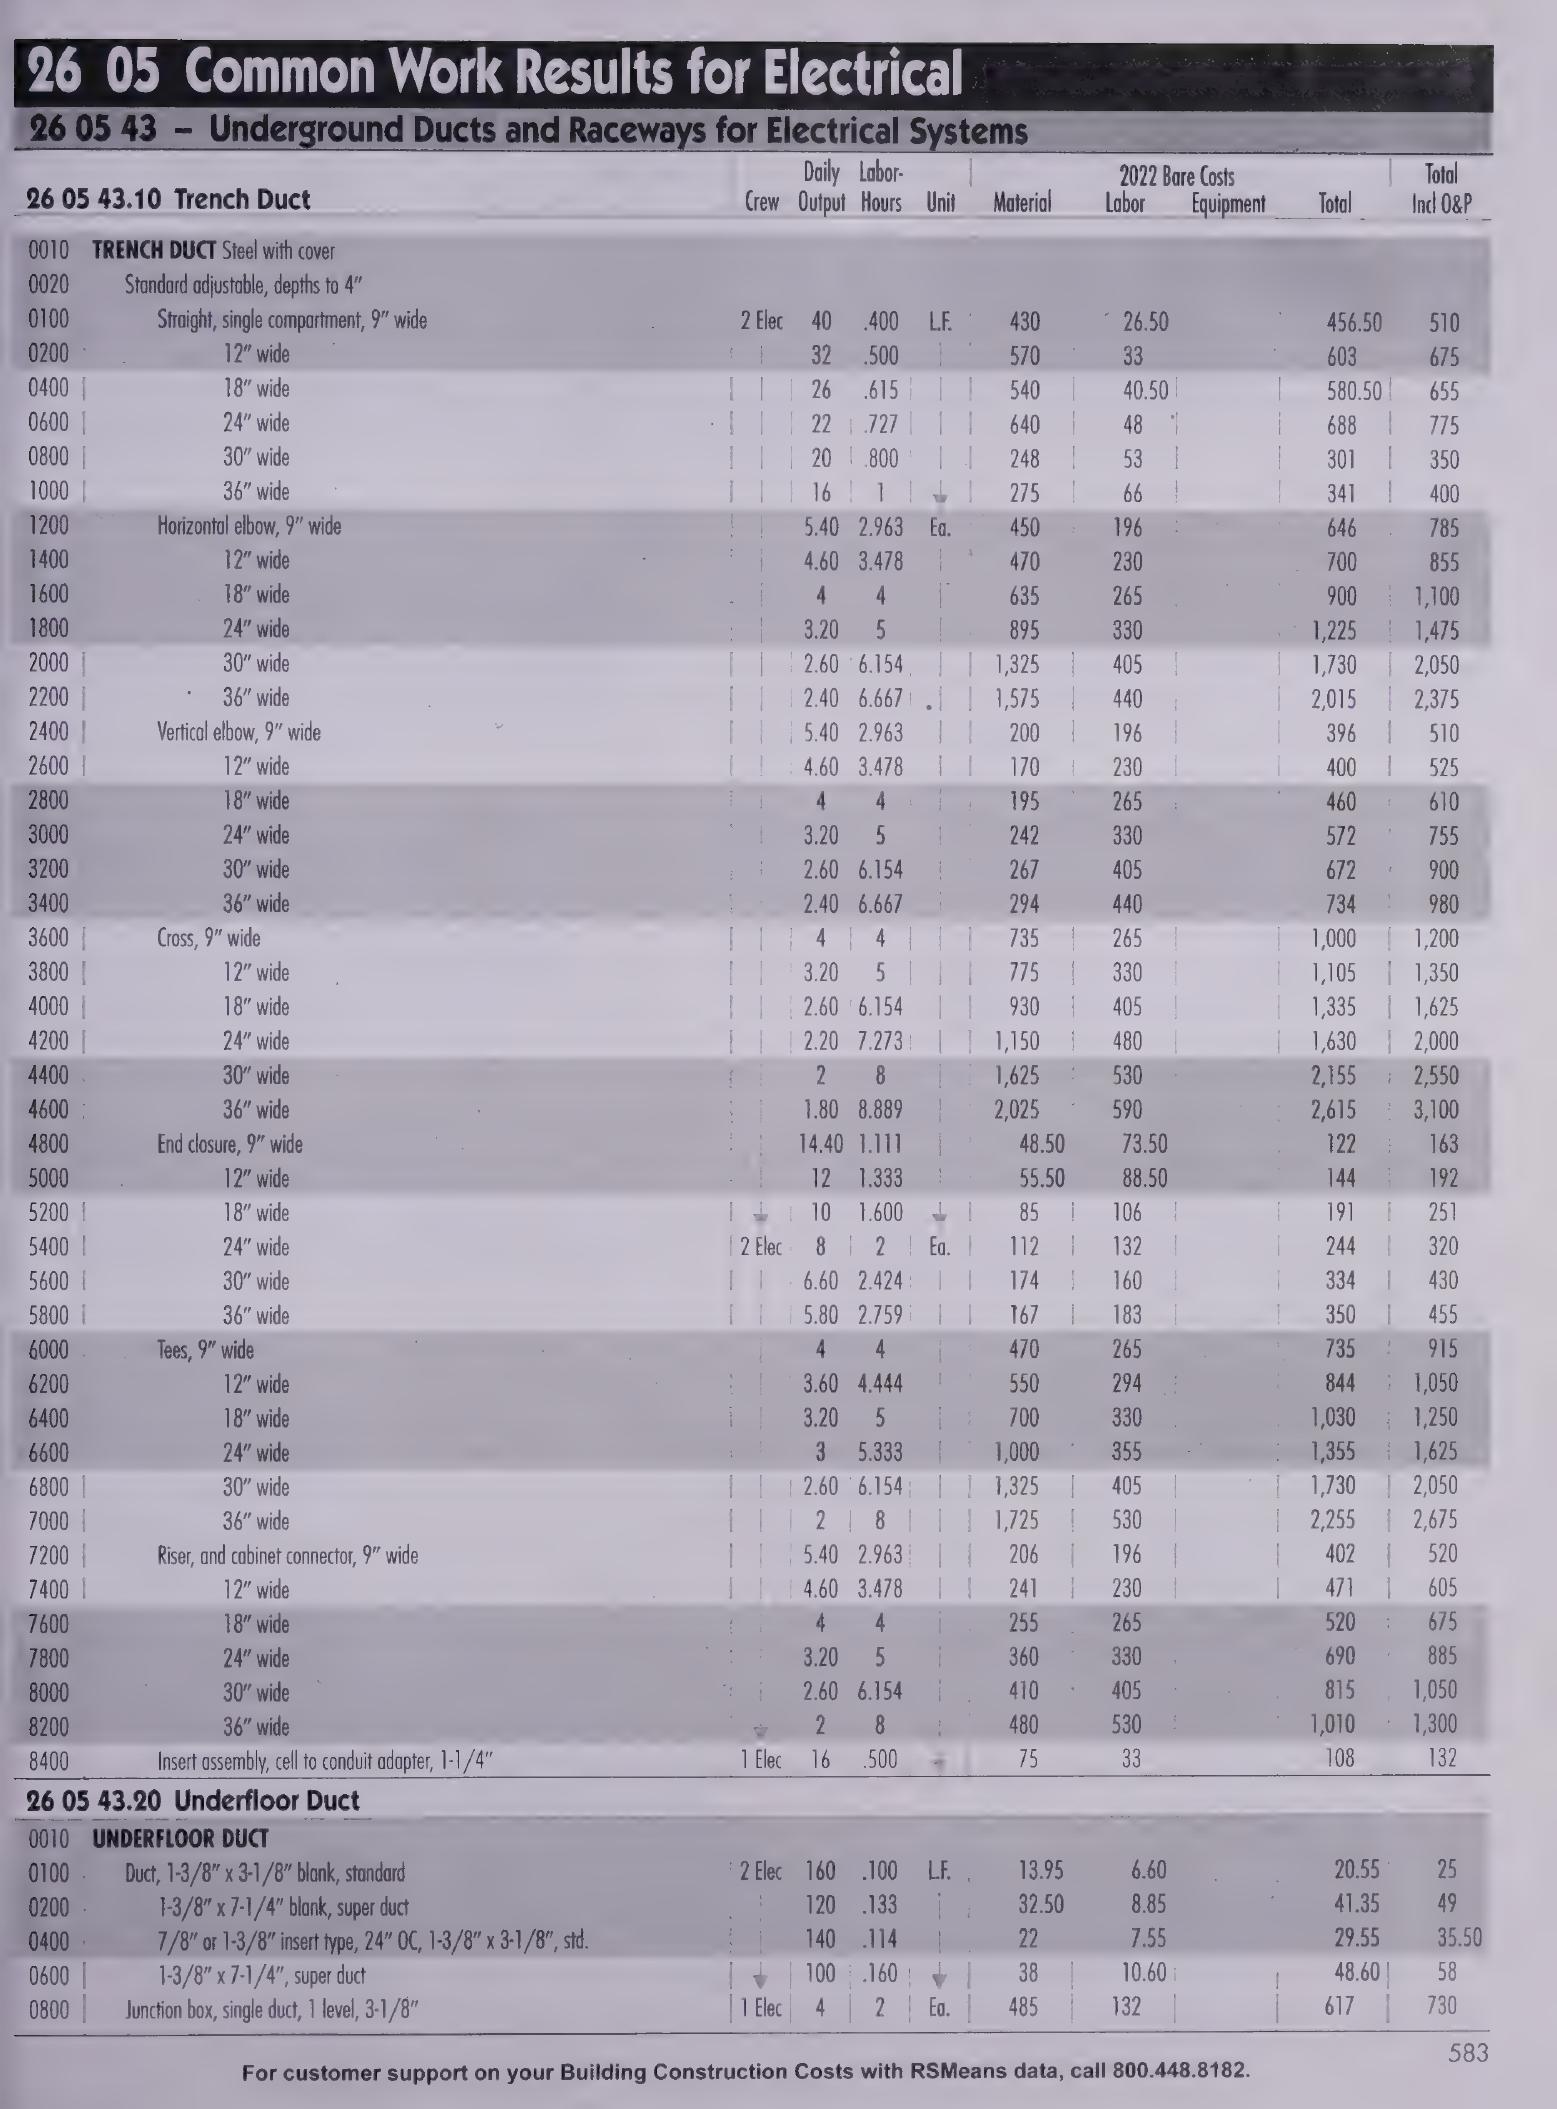 26 05 Common Work Results for Electrical
26 05 43 – Underground Ducts and Raceways for Electrical Systems
26 05 43.10 Trench Duct Crew Daily Output Labor-Hours Unit Material 2022 Bare Costs Labor Equipment Total Total Incl O&P
0010 TRENCH DUCT Steel with cover
0020 Standard adjustable, depths to 4"
0100 Straight, single compartment, 9" wide 2 Elec 40 .400 L.F. 430 26.50 456.50 510
0200 12" wide 32 .500 570 33 603 675
0400 18" wide 26 .615 540 40.50 580.50 655
0600 24" wide 22 .727 640 48 688 775
0800 30" wide 20 .800 248 53 301 350
1000 36" wide 16 1 275 66 341 400
1200 Horizontal elbow, 9" wide 5.40 2.963 Ea. 450 196 646 785
1400 12" wide 4.60 3.478 470 230 700 855
1600 18" wide 4 4 635 265 900 1,100
1800 24" wide 3.20 5 895 330 1,225 1,475
2000 30" wide 2.60 6.154 1,325 405 1,730 2,050
2200 36" wide 2.40 6.667 1,575 440 2,015 2,375
2400 Vertical elbow, 9" wide 5.40 2.963 200 196 396 510
2600 12" wide 4.60 3.478 170 230 400 525
2800 18" wide 4 4 195 265 460 610
3000 24" wide 3.20 5 242 330 572 755
3200 30" wide 2.60 6.154 267 405 672 900
3400 36" wide 2.40 6.667 294 440 734 980
3600 Cross, 9" wide 4 4 735 265 1,000 1,200
3800 12" wide 3.20 5 775 330 1,105 1,350
4000 18" wide 2.60 6.154 930 405 1,335 1,625
4200 24" wide 2.20 7.273 1,150 480 1,630 2,000
4400 30" wide 2 8 1,625 530 2,155 2,550
4600 36" wide 1.80 8.889 2,025 590 2,615 3,100
4800 End closure, 9" wide 14.40 1.111 48.50 73.50 122 163
5000 12" wide 12 1.333 55.50 88.50 144 192
5200 18" wide 10 1.600 85 106 191 251
5400 24" wide 2 Elec 8 2 Ea. 112 132 244 320
5600 30" wide 6.60 2.424 174 160 334 430
5800 36" wide 5.80 2.759 167 183 350 455
6000 Tees, 9" wide 4 4 470 265 735 915
6200 12" wide 3.60 4.444 550 294 844 1,050
6400 18" wide 3.20 5 700 330 1,030 1,250
6600 24" wide 3 5.333 1,000 355 1,355 1,625
6800 30" wide 2.60 6.154 1,325 405 1,730 2,050
7000 36" wide 2 8 1,725 530 2,255 2,675
7200 Riser, and cabinet connector, 9" wide 5.40 2.963 206 196 402 520
7400 12" wide 4.60 3.478 241 230 471 605
7600 18" wide 4 4 255 265 520 675
7800 24" wide 3.20 5 360 330 690 885
8000 30" wide 2.60 6.154 410 405 815 1,050
8200 36" wide 2 8 480 530 1,010 1,300
8400 Insert assembly, cell to conduit adapter, 1-1/4" 1 Elec 16 .500 75 33 108 132
26 05 43.20 Underfloor Duct
0010 UNDERFLOOR DUCT
0100 Duct, 1-3/8" x 3-1/8" blank, standard 2 Elec 160 .100 L.F. 13.95 6.60 20.55 25
0200 1-3/8" x 7-1/4" blank, super duct 120 .133 32.50 8.85 41.35 49
0400 7/8" or 1-3/8" insert type, 24" OC, 1-3/8" x 3-1/8", std. 140 .114 22 7.55 29.55 35.50
0600 1-3/8" x 7-1/4", super duct 100 .160 38 10.60 48.60 58
0800 Junction box, single duct, 1 level, 3-1/8" 1 Elec 4 2 Ea. 485 132 617 730
583
For customer support on your Building Construction Costs with RSMeans data, call 800.448.8182.